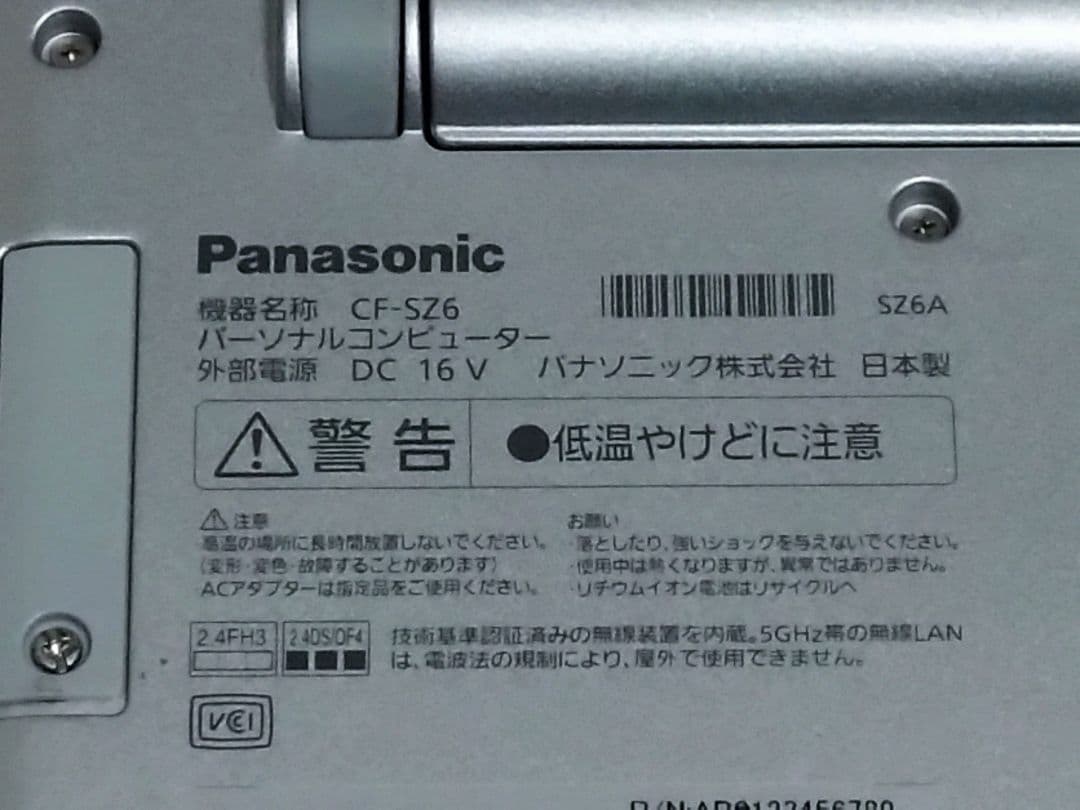 Panasonic
機器名称 CF-SZ6
SZ6A
パーソナルコンピューター
外部電源 DC 16 V パナソニック株式会社 日本製
⚠警告 ●低温やけどに注意
⚠注意
高温の場所に長時間放置しないでください。
(変形・変色・故障することがあります)
ACアダプターは指定品をご使用ください。
お願い
・落としたり、強いショックを与えないでください。
・使用中は熱くなりますが、異常ではありません。
・リチウムイオン電池はリサイクルへ
2.4FH3 2.4DS/OF4
技術基準認証済みの無線装置を内蔵。5GHz帯の無線LAN
は、電波法の規制により、屋外で使用できません。
VCCI